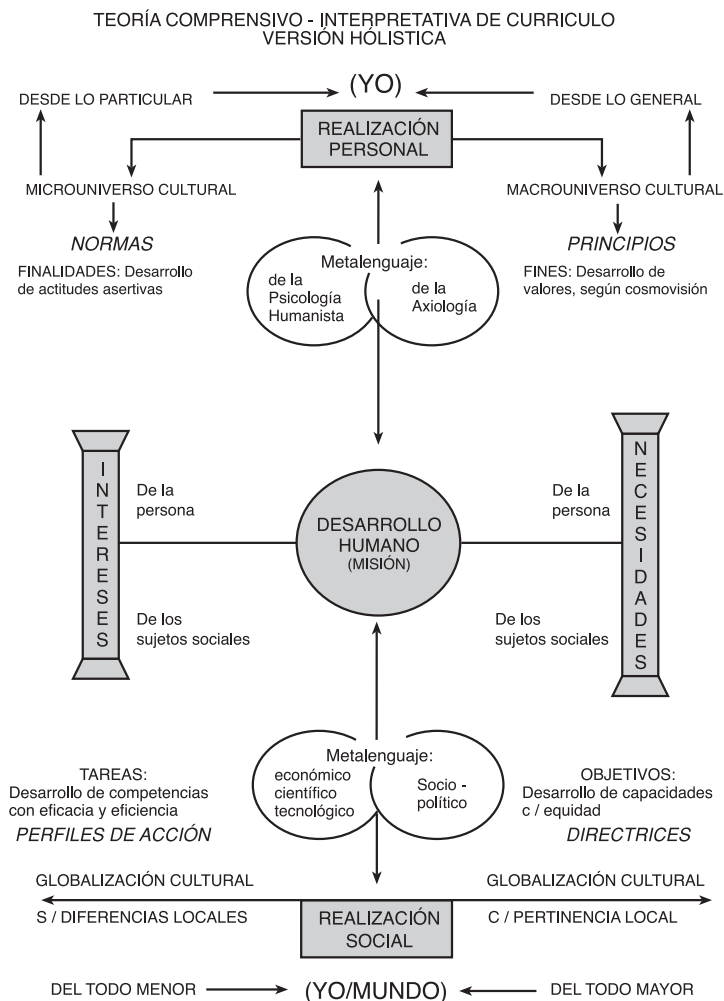 TEORÍA COMPRENSIVO - INTERPRETATIVA DE CURRICULO
VERSIÓN HÓLISTICA
(YO)
DESDE LO PARTICULAR
DESDE LO GENERAL
REALIZACIÓN
PERSONAL
MICROUNIVERSO CULTURAL
MACROUNIVERSO CULTURAL
NORMAS
FINALIDADES: Desarrollo
de actitudes asertivas
PRINCIPIOS
FINES: Desarrollo de
valores, según cosmovisión
Metalenguaje:
de la
Psicología
Humanista
de la
Axiología
INTERESES
De la
persona
De los
sujetos sociales
DESARROLLO
HUMANO
(MISIÓN)
De la
persona
De los
sujetos sociales
NECESIDADES
Metalenguaje:
económico
científico
tecnológico
Socio -
político
TAREAS:
Desarrollo de competencias
con eficacia y eficiencia
PERFILES DE ACCIÓN
OBJETIVOS:
Desarrollo de capacidades
c / equidad
DIRECTRICES
GLOBALIZACIÓN CULTURAL
S / DIFERENCIAS LOCALES
GLOBALIZACIÓN CULTURAL
C / PERTINENCIA LOCAL
REALIZACIÓN
SOCIAL
DEL TODO MENOR
(YO/MUNDO)
DEL TODO MAYOR